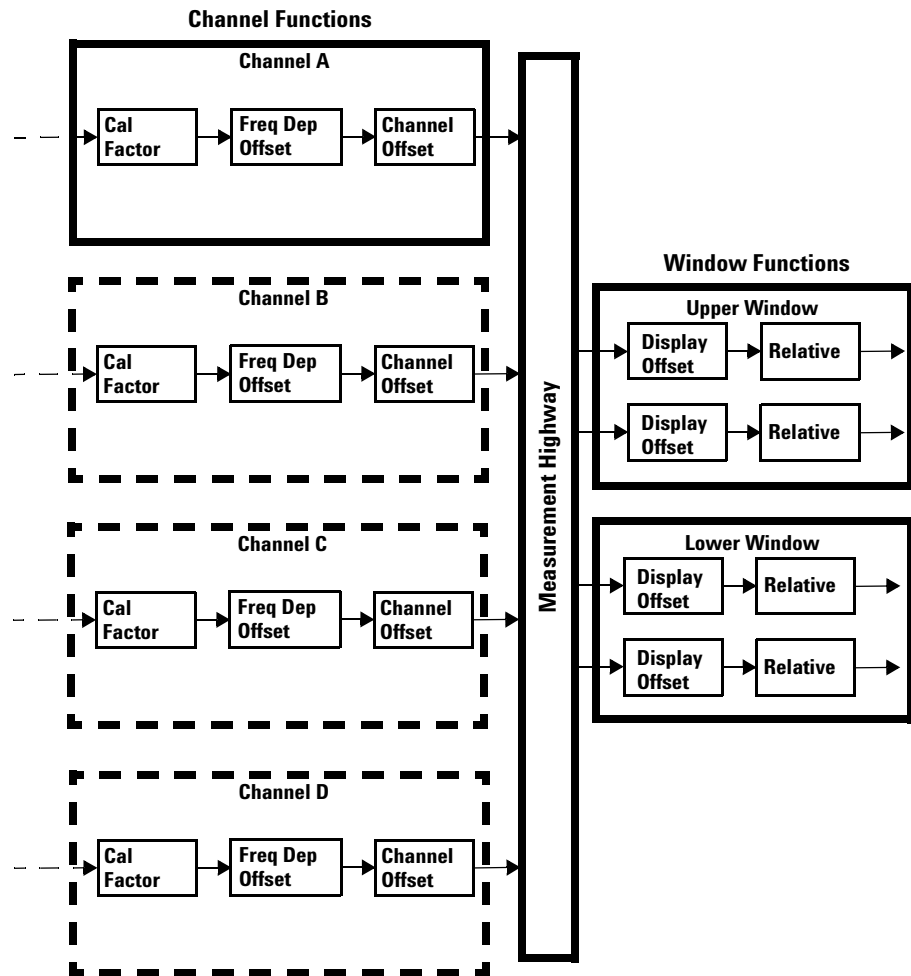 Channel Functions
Channel A
Cal
Factor
Freq Dep
Offset
Channel
Offset
Channel B
Cal
Factor
Freq Dep
Offset
Channel
Offset
Channel C
Cal
Factor
Freq Dep
Offset
Channel
Offset
Channel D
Cal
Factor
Freq Dep
Offset
Channel
Offset
Measurement Highway
Window Functions
Upper Window
Display
Offset
Relative
Display
Offset
Relative
Lower Window
Display
Offset
Relative
Display
Offset
Relative